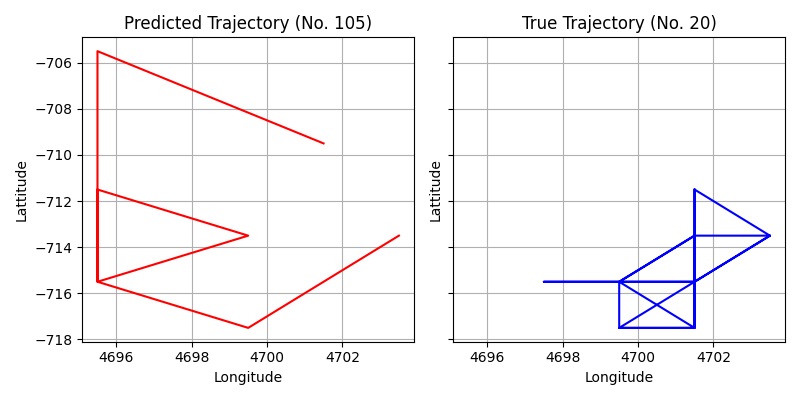 Predicted Trajectory (No. 105)
True Trajectory (No. 20)
Lattitude
−706
−708
−710
−712
−714
−716
−718
4696
4698
4700
4702
Longitude
Lattitude
4696
4698
4700
4702
Longitude